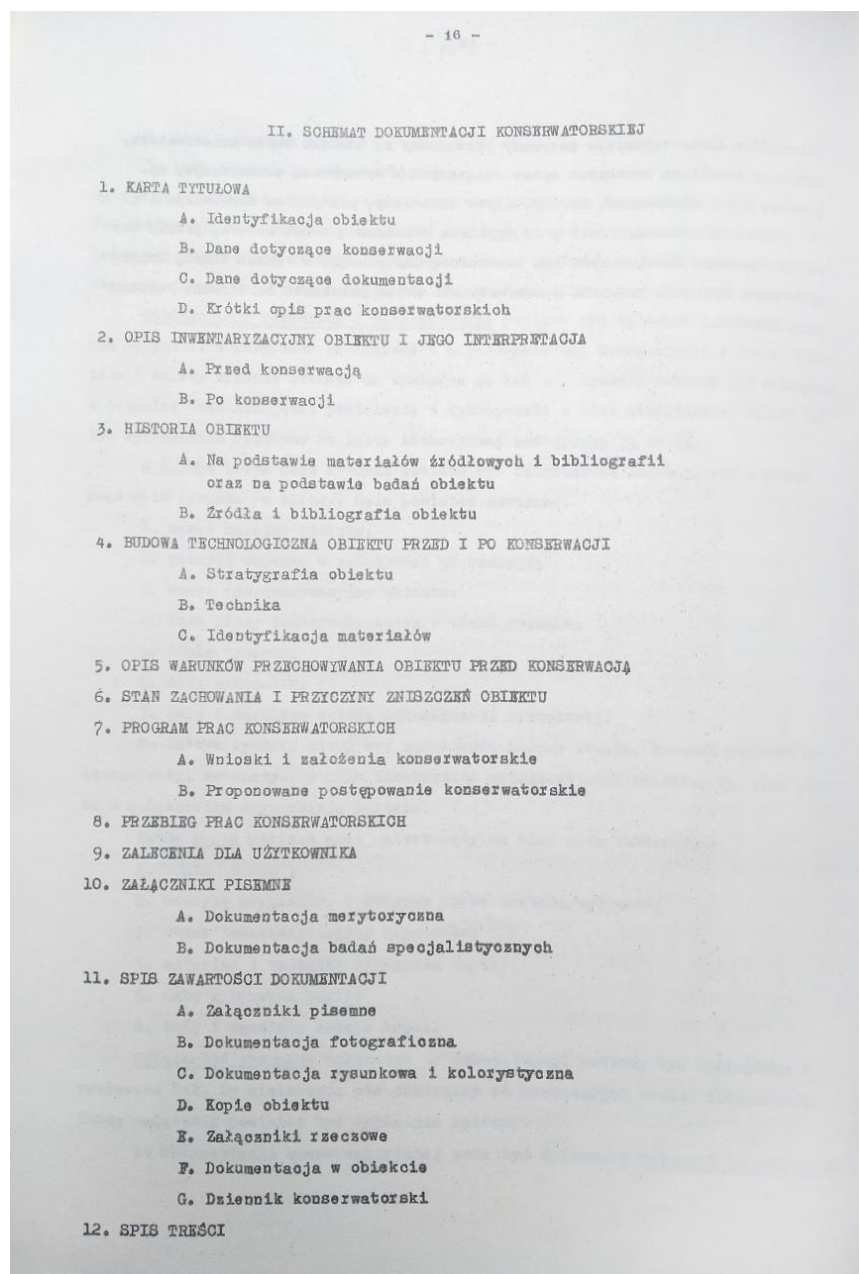 - 16 -
II. SCHEMAT DOKUMENTACJI KONSERWATORSKIEJ
1. KARTA TYTUŁOWA
A. Identyfikacja obiektu
B. Dane dotyczące konserwacji
C. Dane dotyczące dokumentacji
D. Krótki opis prac konserwatorskich
2. OPIS INWENTARYZACYJNY OBIEKTU I JEGO INTERPRETACJA
A. Przed konserwacją
B. Po konserwacji
3. HISTORIA OBIEKTU
A. Na podstawie materiałów źródłowych i bibliografii
oraz na podstawie badań obiektu
B. Źródła i bibliografia obiektu
4. BUDOWA TECHNOLOGICZNA OBIEKTU PRZED I PO KONSERWACJI
A. Stratygrafia obiektu
B. Technika
C. Identyfikacja materiałów
5. OPIS WARUNKÓW PRZECHOWYWANIA OBIEKTU PRZED KONSERWACJĄ
6. STAN ZACHOWANIA I PRZYCZYNY ZNISZCZEŃ OBIEKTU
7. PROGRAM PRAC KONSERWATORSKICH
A. Wnioski i założenia konserwatorskie
B. Proponowane postępowanie konserwatorskie
8. PRZEBIEG PRAC KONSERWATORSKICH
9. ZALECENIA DLA UŻYTKOWNIKA
10. ZAŁĄCZNIKI PISEMNE
A. Dokumentacja merytoryczna
B. Dokumentacja badań specjalistycznych
11. SPIS ZAWARTOŚCI DOKUMENTACJI
A. Załączniki pisemne
B. Dokumentacja fotograficzna
C. Dokumentacja rysunkowa i kolorystyczna
D. Kopie obiektu
E. Załączniki rzeczowe
F. Dokumentacja w obiekcie
G. Dziennik konserwatorski
12. SPIS TREŚCI